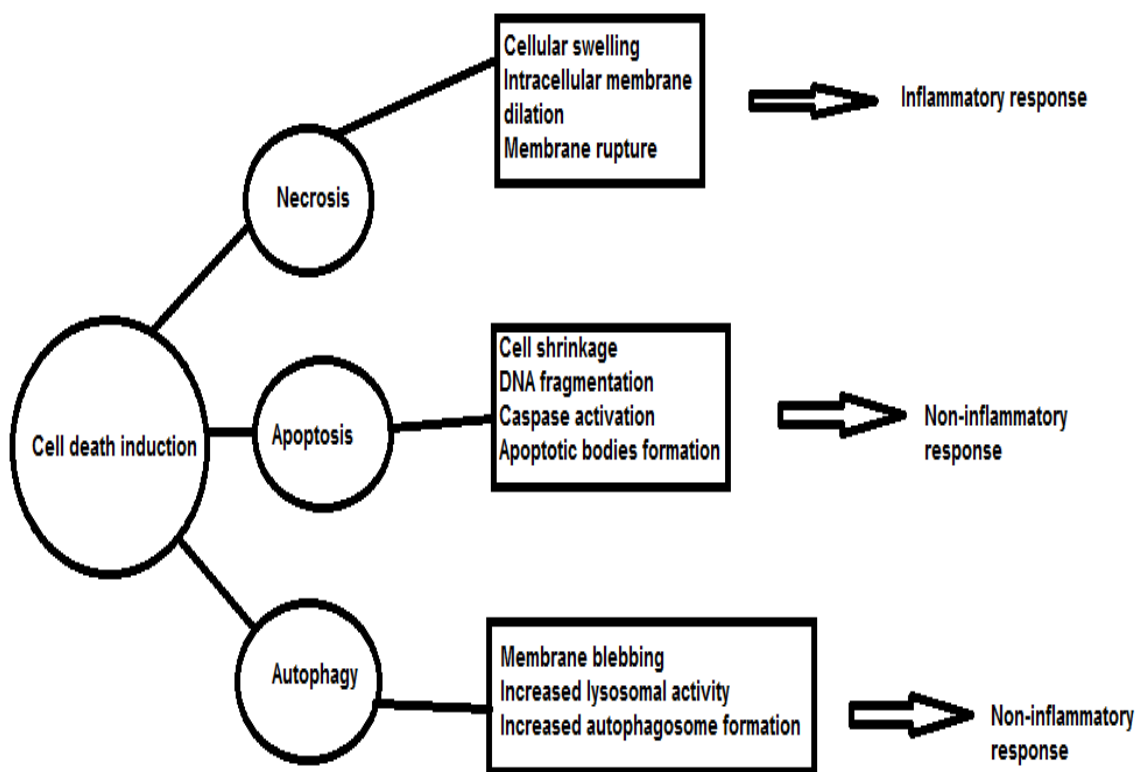 Cellular swelling
Intracellular membrane
dilation
Membrane rupture
Inflammatory response
Necrosis
Cell shrinkage
DNA fragmentation
Caspase activation
Apoptotic bodies formation
Non-inflammatory
response
Cell death induction
Apoptosis
Membrane blebbing
Increased lysosomal activity
Increased autophagosome formation
Autophagy
Non-inflammatory
response